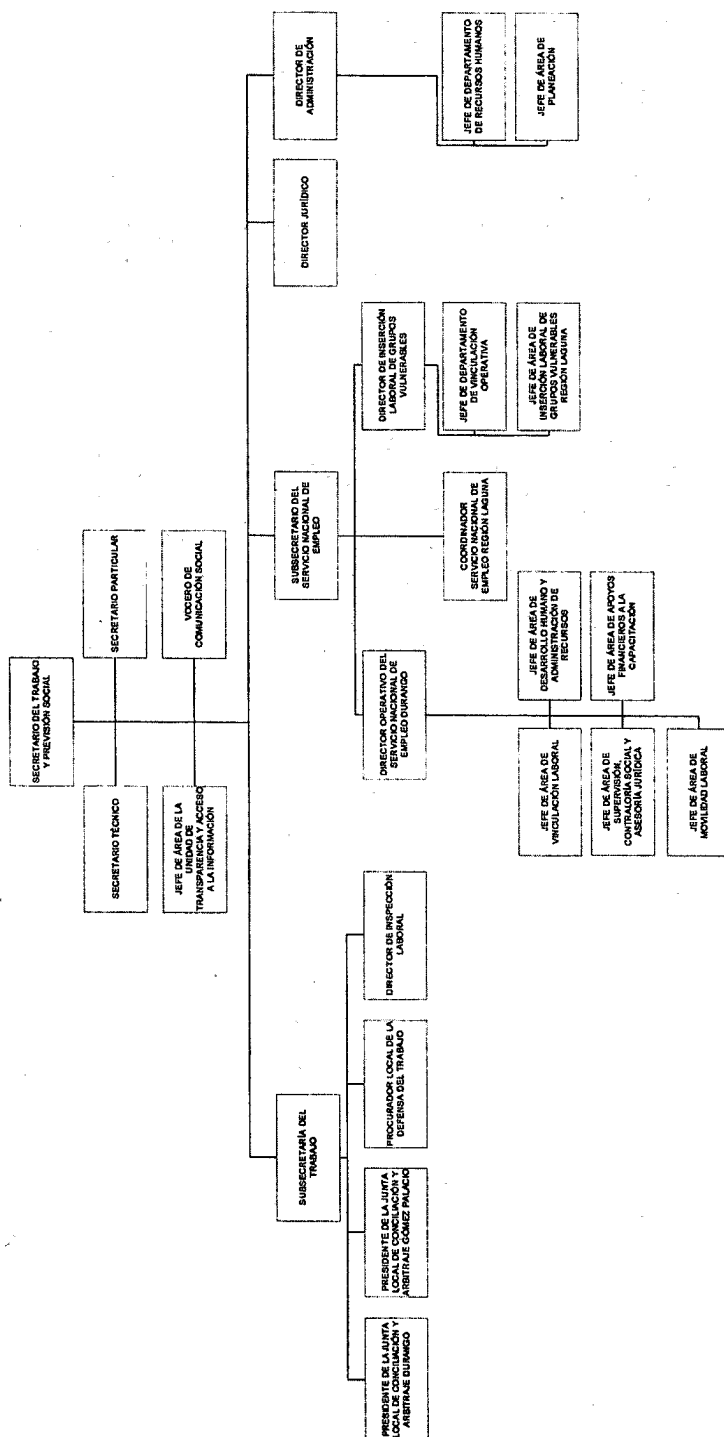 SECRETARIO DEL TRABAJO
Y PREVISIÓN SOCIAL
SECRETARIO TÉCNICO
SECRETARIO PARTICULAR
JEFE DE ÁREA DE LA
UNIDAD DE
TRANSPARENCIA Y ACCESO
A LA INFORMACIÓN
VOCERO DE
COMUNICACIÓN SOCIAL
SUBSECRETARÍA DEL
TRABAJO
SUBSECRETARIO DEL
SERVICIO NACIONAL DE
EMPLEO
DIRECTOR JURÍDICO
DIRECTOR DE
ADMINISTRACIÓN
PRESIDENTE DE LA JUNTA
LOCAL DE CONCILIACIÓN Y
ARBITRAJE DURANGO
PRESIDENTE DE LA JUNTA
LOCAL DE CONCILIACIÓN Y
ARBITRAJE GÓMEZ PALACIO
PROCURADOR LOCAL DE LA
DEFENSA DEL TRABAJO
DIRECTOR DE INSPECCIÓN
LABORAL
DIRECTOR OPERATIVO DEL
SERVICIO NACIONAL DE
EMPLEO DURANGO
COORDINADOR
SERVICIO NACIONAL DE
EMPLEO REGIÓN LAGUNA
DIRECTOR DE INSERCIÓN
LABORAL DE GRUPOS
VULNERABLES
JEFE DE DEPARTAMENTO
DE VINCULACIÓN
OPERATIVA
JEFE DE ÁREA DE
INSERCIÓN LABORAL DE
GRUPOS VULNERABLES
REGIÓN LAGUNA
JEFE DE DEPARTAMENTO
DE RECURSOS HUMANOS
JEFE DE ÁREA DE
PLANEACIÓN
JEFE DE ÁREA DE
VINCULACIÓN LABORAL
JEFE DE ÁREA DE
DESARROLLO HUMANO Y
ADMINISTRACIÓN DE
RECURSOS
JEFE DE ÁREA DE
SUPERVISIÓN,
CONTRALORÍA SOCIAL Y
ASESORÍA JURÍDICA
JEFE DE ÁREA DE APOYOS
FINANCIEROS A LA
CAPACITACIÓN
JEFE DE ÁREA DE
MOVILIDAD LABORAL